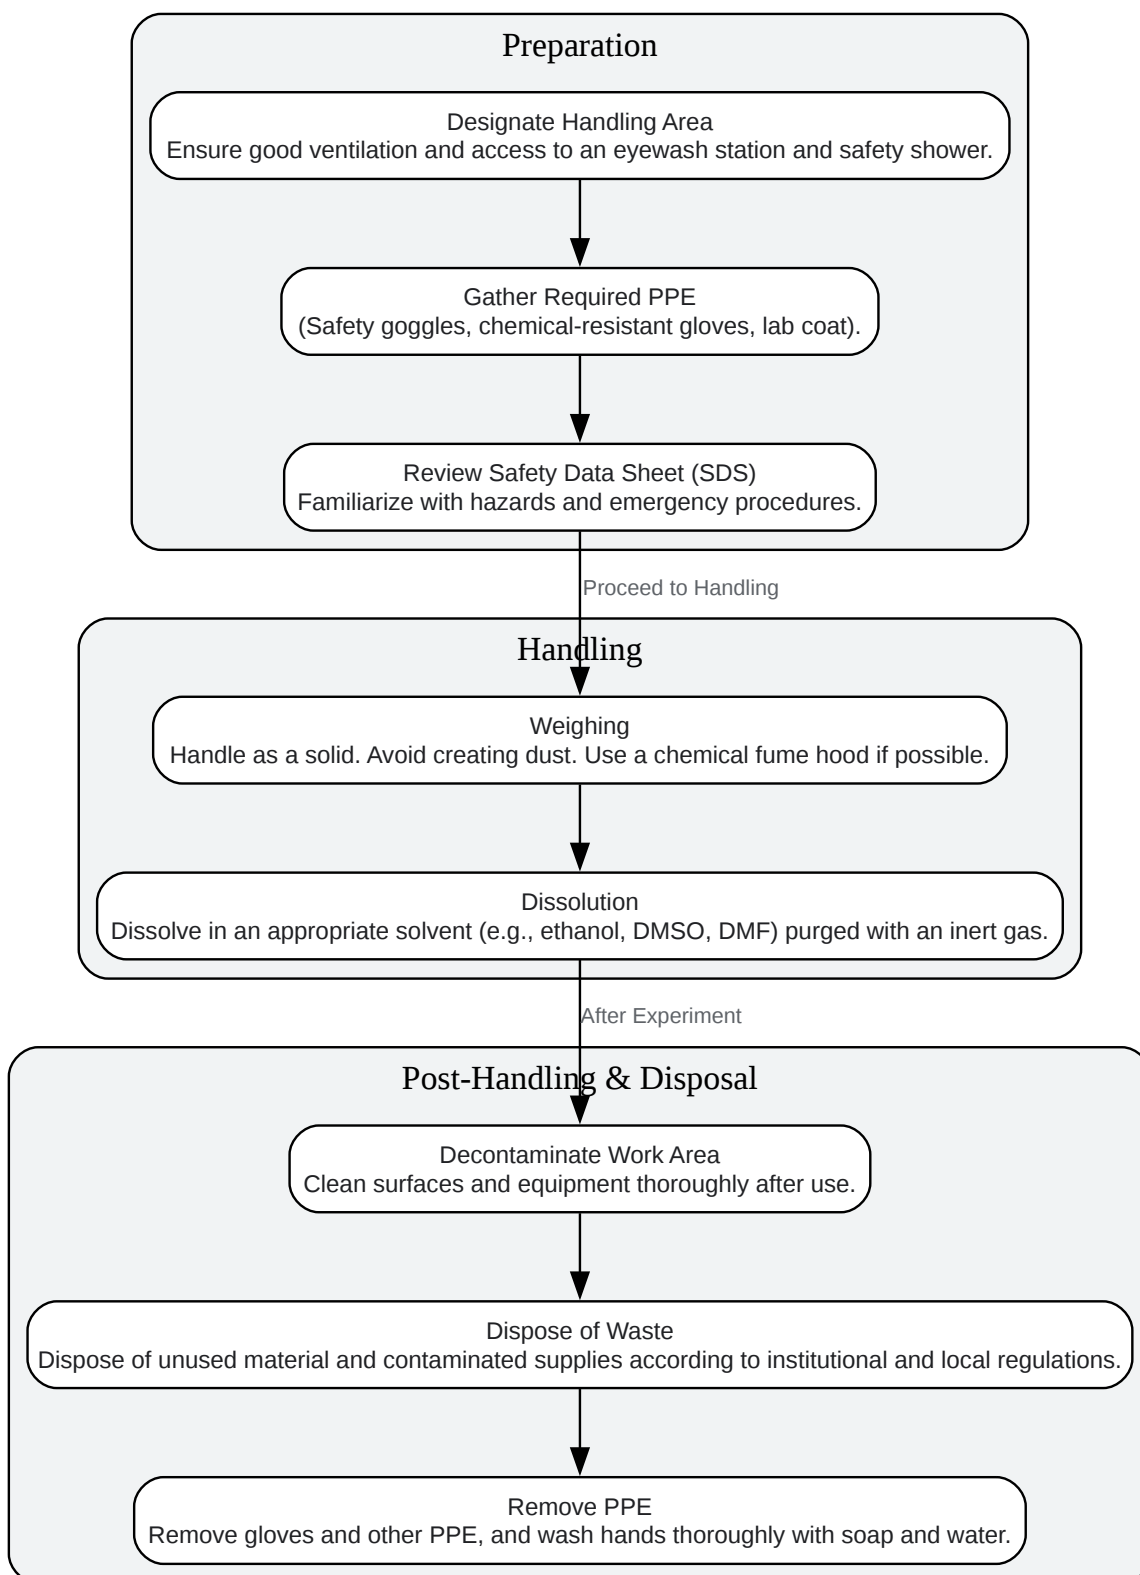 Preparation
Designate Handling Area
Ensure good ventilation and access to an eyewash station and safety shower.
Gather Required PPE
(Safety goggles, chemical-resistant gloves, lab coat).
Review Safety Data Sheet (SDS)
Familiarize with hazards and emergency procedures.
Proceed to Handling
Handling
Weighing
Handle as a solid. Avoid creating dust. Use a chemical fume hood if possible.
Dissolution
Dissolve in an appropriate solvent (e.g., ethanol, DMSO, DMF) purged with an inert gas.
After Experiment
Post-Handling & Disposal
Decontaminate Work Area
Clean surfaces and equipment thoroughly after use.
Dispose of Waste
Dispose of unused material and contaminated supplies according to institutional and local regulations.
Remove PPE
Remove gloves and other PPE, and wash hands thoroughly with soap and water.